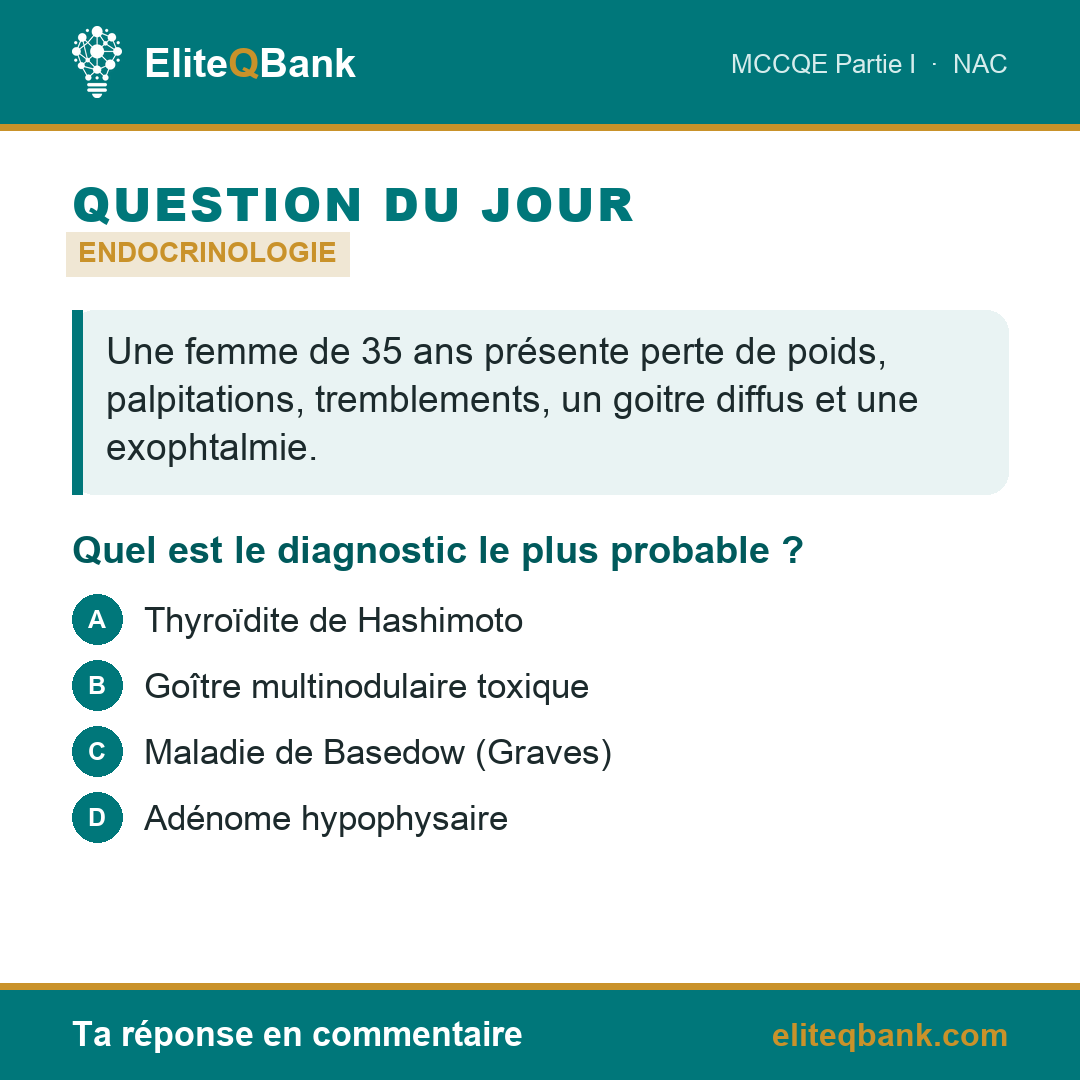 EliteQBank
MCCQE Partie I · NAC
QUESTION DU JOUR
ENDOCRINOLOGIE
Une femme de 35 ans présente perte de poids,
palpitations, tremblements, un goitre diffus et une
exophtalmie.
Quel est le diagnostic le plus probable ?
A Thyroïdite de Hashimoto
B Goître multinodulaire toxique
C Maladie de Basedow (Graves)
D Adénome hypophysaire
Ta réponse en commentaire
eliteqbank.com